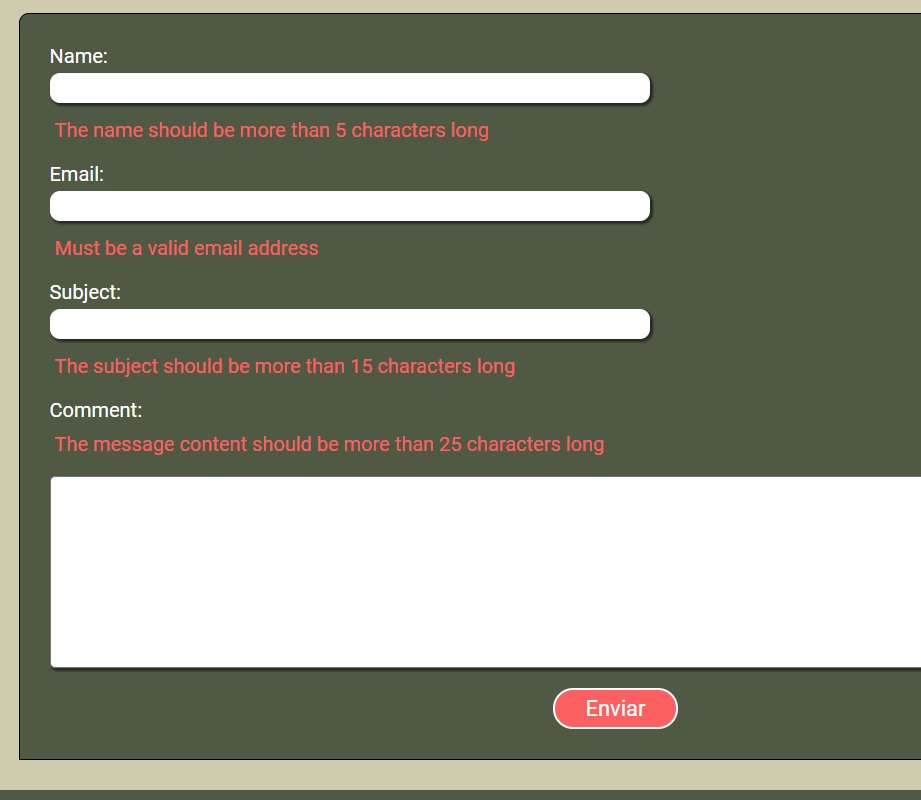 Name:
The name should be more than 5 characters long
Email:
Must be a valid email address
Subject:
The subject should be more than 15 characters long
Comment:
The message content should be more than 25 characters long
Enviar